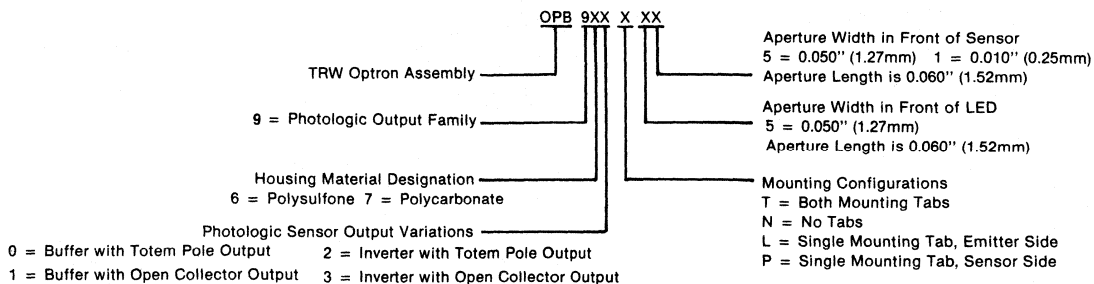 OPB 9XX X XX
TRW Optron Assembly
9 = Photologic Output Family
Housing Material Designation
6 = Polysulfone 7 = Polycarbonate
Photologic Sensor Output Variations
0 = Buffer with Totem Pole Output 2 = Inverter with Totem Pole Output
1 = Buffer with Open Collector Output 3 = Inverter with Open Collector Output
Aperture Width in Front of Sensor
5 = 0.050'' (1.27mm) 1 = 0.010'' (0.25mm)
Aperture Length is 0.060'' (1.52mm)
Aperture Width in Front of LED
5 = 0.050'' (1.27mm)
Aperture Length is 0.060'' (1.52mm)
Mounting Configurations
T = Both Mounting Tabs
N = No Tabs
L = Single Mounting Tab, Emitter Side
P = Single Mounting Tab, Sensor Side